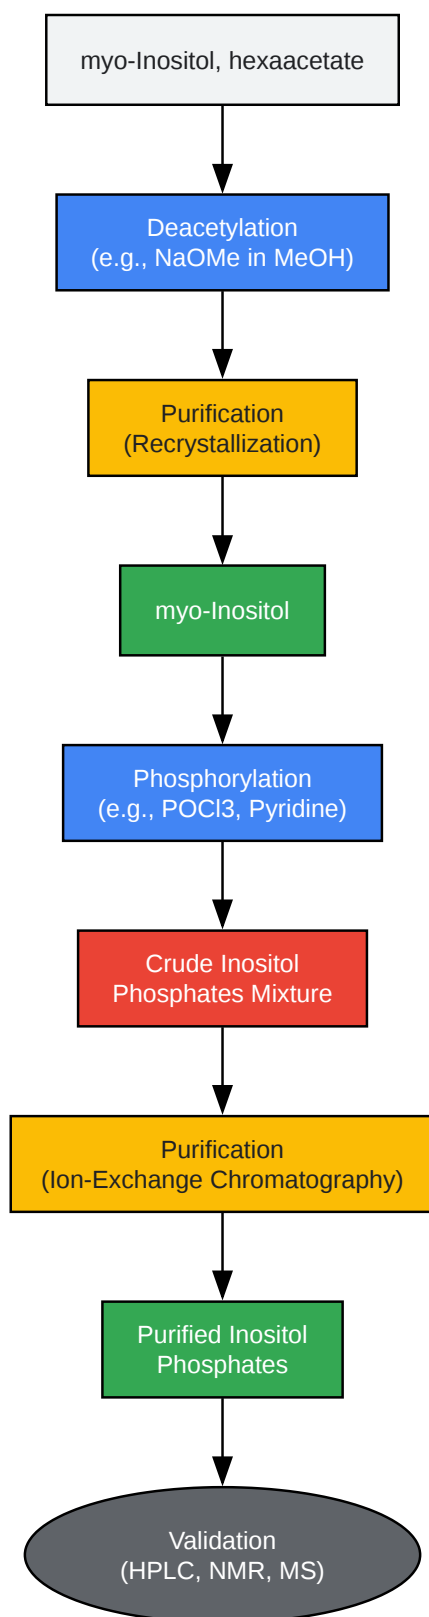 myo-Inositol, hexaacetate
Deacetylation
(e.g., NaOMe in MeOH)
Purification
(Recrystallization)
myo-Inositol
Phosphorylation
(e.g., POCl3, Pyridine)
Crude Inositol
Phosphates Mixture
Purification
(Ion-Exchange Chromatography)
Purified Inositol
Phosphates
Validation
(HPLC, NMR, MS)